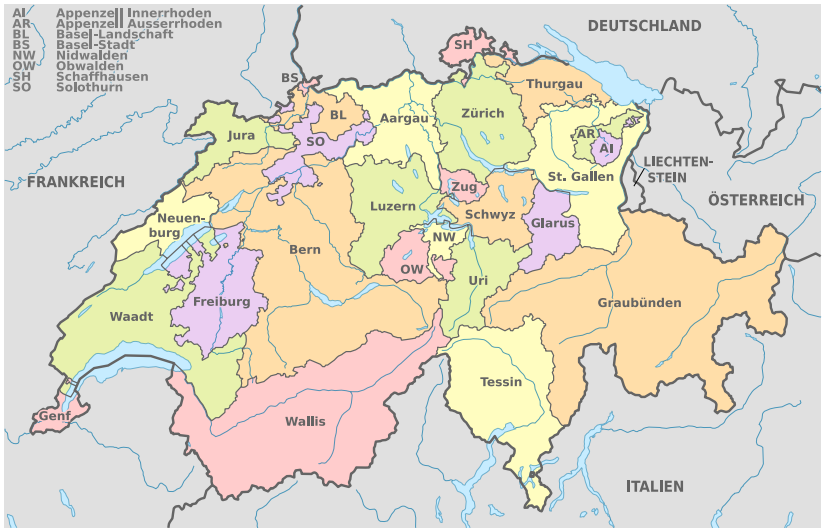 AI Appenzell Innerrhoden
AR Appenzell Ausserrhoden
BL Basel-Landschaft
BS Basel-Stadt
NW Nidwalden
OW Obwalden
SH Schaffhausen
SO Solothurn
DEUTSCHLAND
SH
BS
Thurgau
BL
Aargau
Zürich
Jura
SO
AR
AI
FRANKREICH
St. Gallen
LIECHTEN-
STEIN
Zug
ÖSTERREICH
Luzern
Schwyz
Neuen-
burg
Glarus
NW
Bern
OW
Uri
Freiburg
Graubünden
Waadt
Tessin
Genf
Wallis
ITALIEN